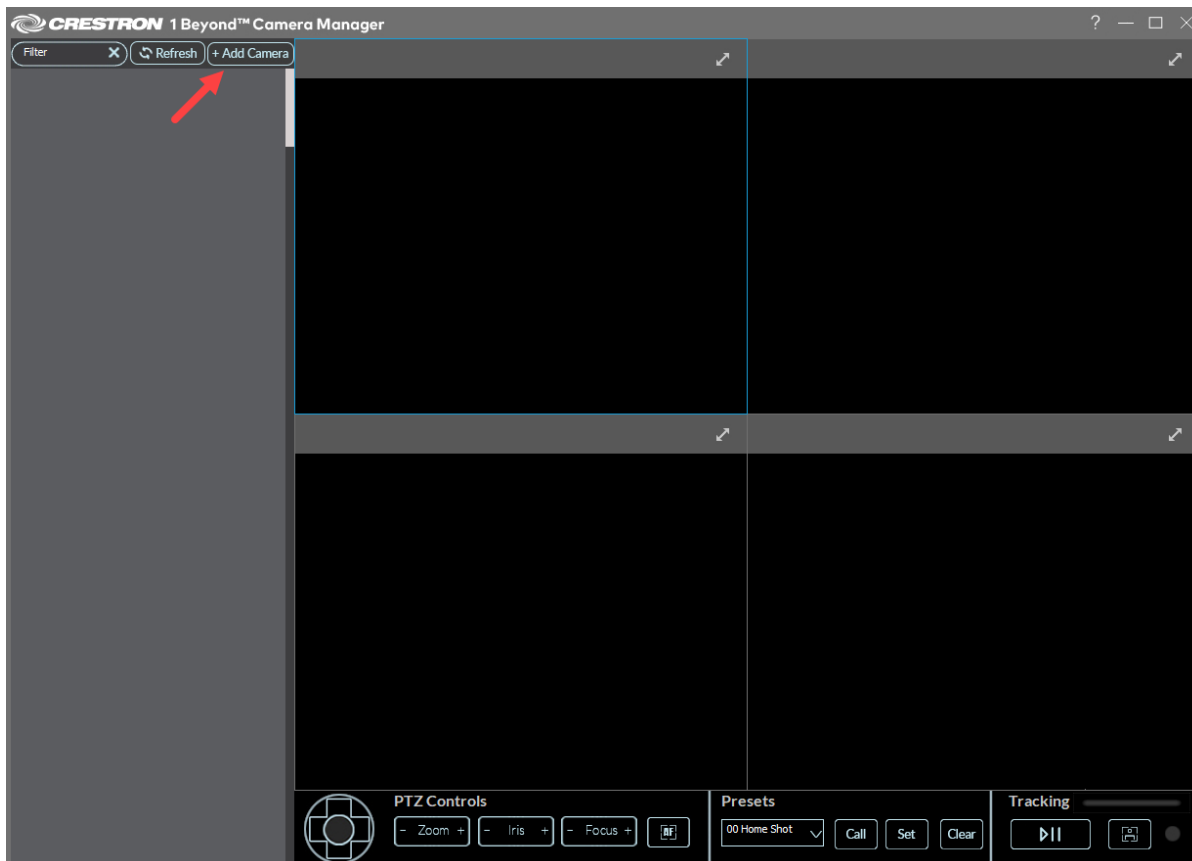 CRESTRON 1 Beyond™ Camera Manager ?
Filter Refresh + Add Camera
PTZ Controls
- Zoom + - Iris + - Focus + AF
Presets
00 Home Shot Call Set Clear
Tracking